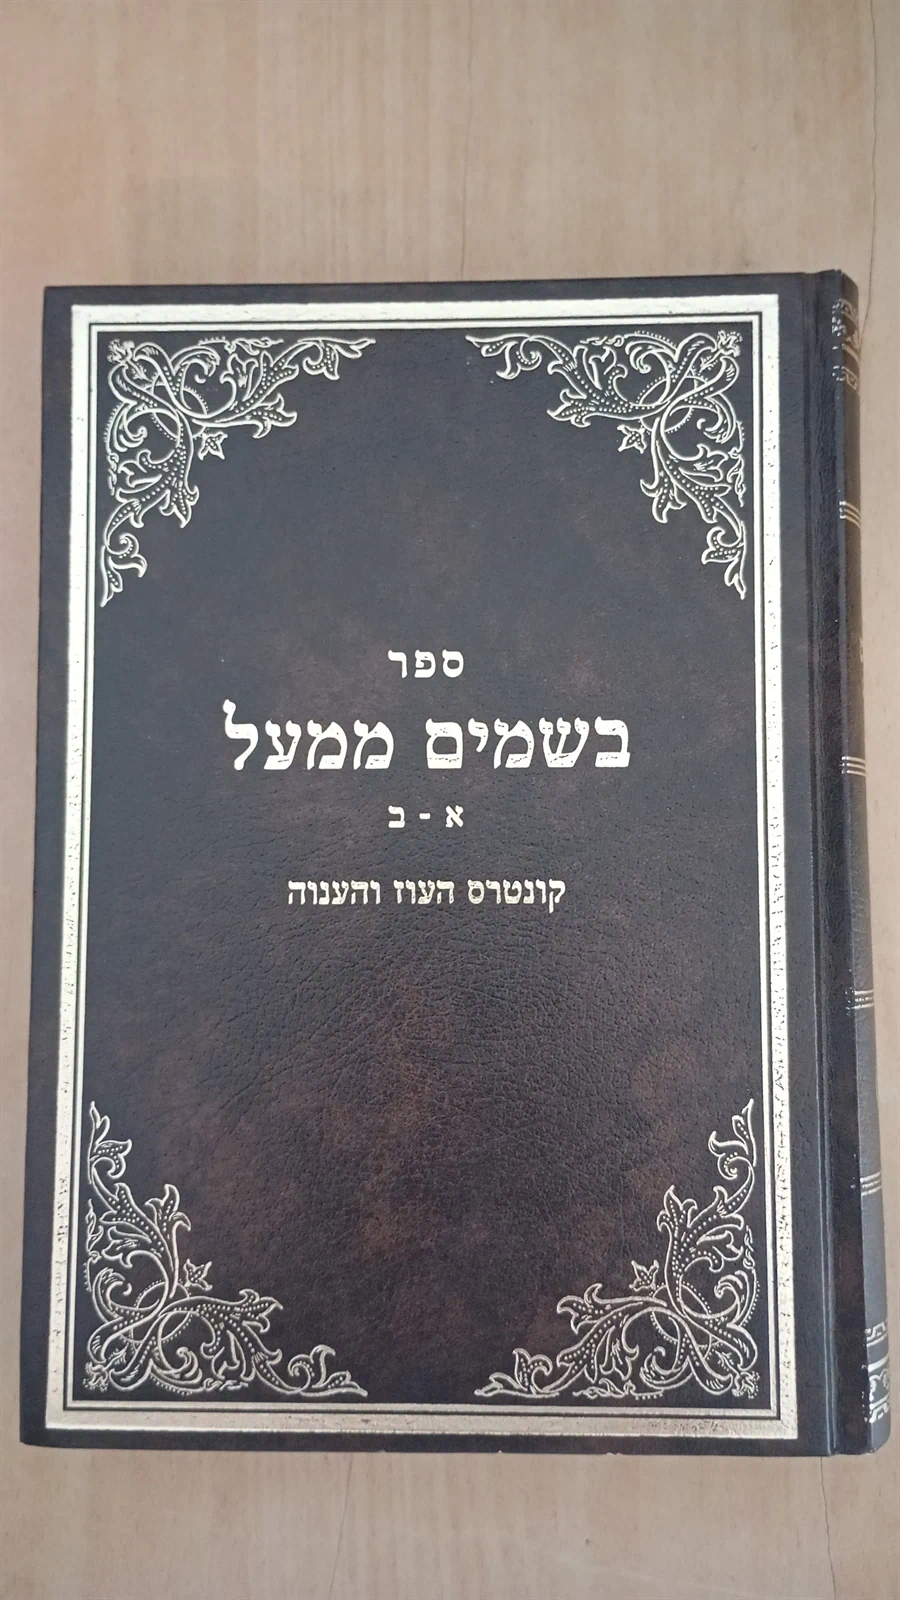 ספר
בשמים ממעל
א - ב
קונטרס העוז והענוה